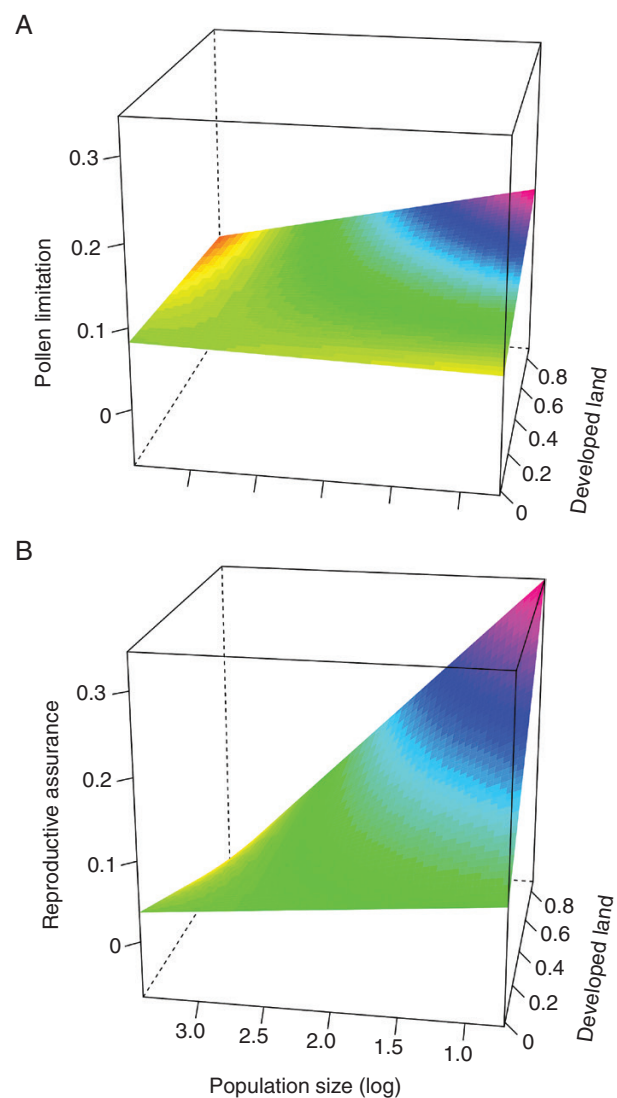 A
0.3
0.2
0.1
0
Pollen limitation
0.8
0.6
0.4
0.2
0
Developed land
B
0.3
0.2
0.1
0
Reproductive assurance
0.8
0.6
0.4
0.2
0
Developed land
3.0 2.5 2.0 1.5 1.0
Population size (log)